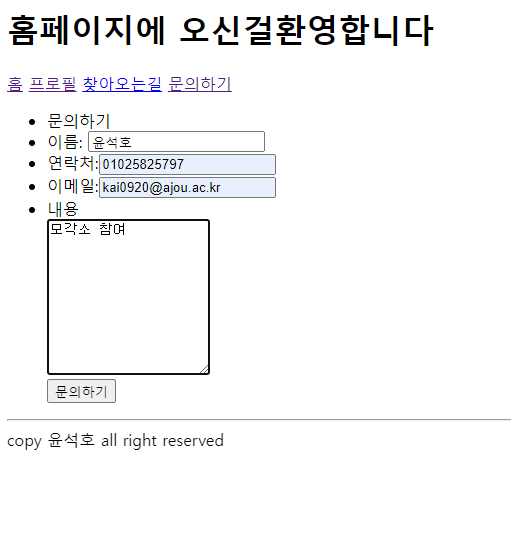 홈페이지에 오신걸환영합니다
홈 프로필 찾아오는길 문의하기
문의하기
이름: 윤석호
연락처:01025825797
이메일:kai0920@ajou.ac.kr
내용
모각소 참여
문의하기
copy 윤석호 all right reserved